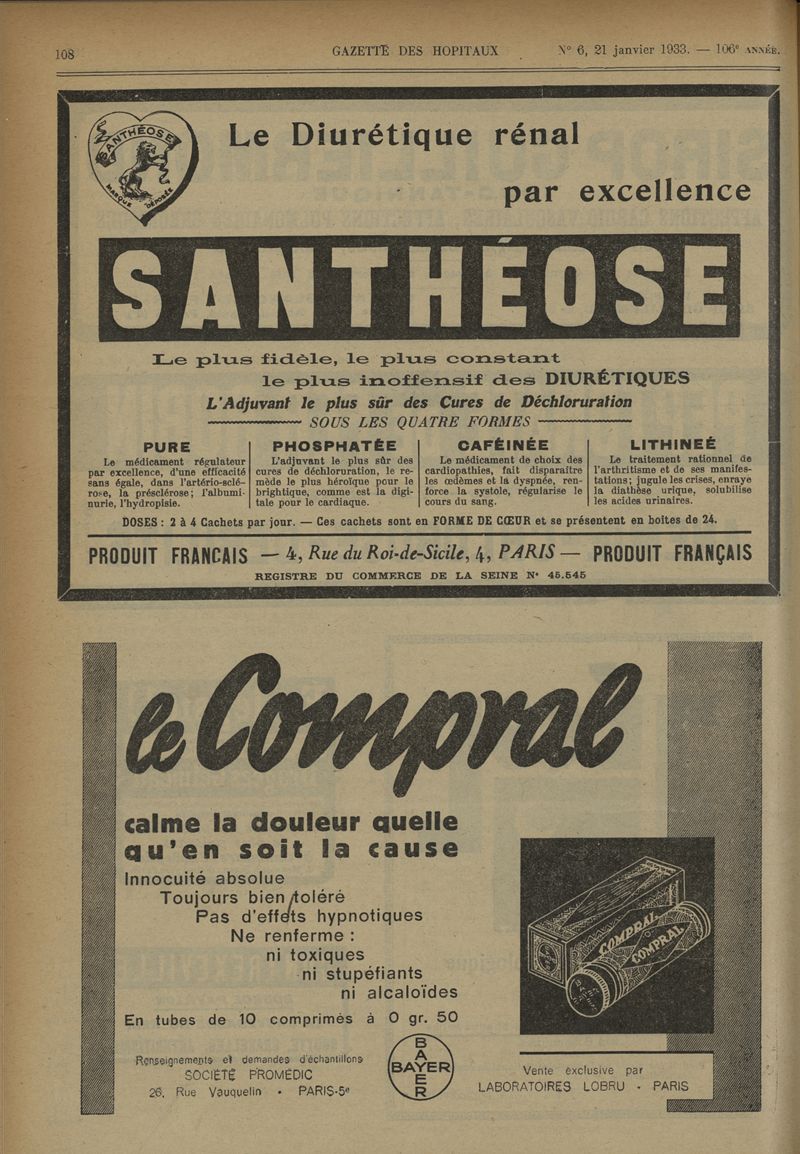 108
GAZETTE DES HOPITAUX
N° 6, 21 janvier 1933. — 106e ANNÉE.
SANTHÉOSE
MARQUE DÉPOSÉE
Le Diurétique rénal
par excellence
SANTHÉOSE
Le plus fidèle, le plus constant
le plus inoffensif des DIURÉTIQUES
L'Adjuvant le plus sûr des Cures de Déchloruration
SOUS LES QUATRE FORMES
PURE
Le médicament régulateur
par excellence, d'une efficacité
sans égale, dans l'artério-sclé-
rose, la présclérose; l'albumi-
nurie, l'hydropisie.
PHOSPHATÉE
L'adjuvant le plus sûr des
cures de déchloruration, le re-
mède le plus héroïque pour le
brightique, comme est la digi-
tale pour le cardiaque.
CAFÉINÉE
Le médicament de choix des
cardiopathies, fait disparaître
les œdèmes et la dyspnée, ren-
force la systole, régularise le
cours du sang.
LITHINEÉ
Le traitement rationnel de
l'arthritisme et de ses manifes-
tations; jugule les crises, enraye
la diathèse urique, solubilise
les acides urinaires.
DOSES : 2 à 4 Cachets par jour. — Ces cachets sont en FORME DE CŒUR et se présentent en boites de 24.
PRODUIT FRANCAIS — 4, Rue du Roi-de-Sicile, 4, PARIS — PRODUIT FRANÇAIS
REGISTRE DU COMMERCE DE LA SEINE N° 45.545
le Compral
calme la douleur quelle
qu'en soit la cause
Innocuité absolue
Toujours bien toléré
Pas d'effets hypnotiques
Ne renferme :
ni toxiques
ni stupéfiants
ni alcaloïdes
En tubes de 10 comprimés à 0 gr. 50
COMPRAL
COMPRAL
BAYER
Renseignements et demandes d'échantillons
SOCIÉTÉ PROMÉDIC
26, Rue Vauquelin • PARIS-5e
BAYER
BAYER
Vente exclusive par
LABORATOIRES LOBRU • PARIS